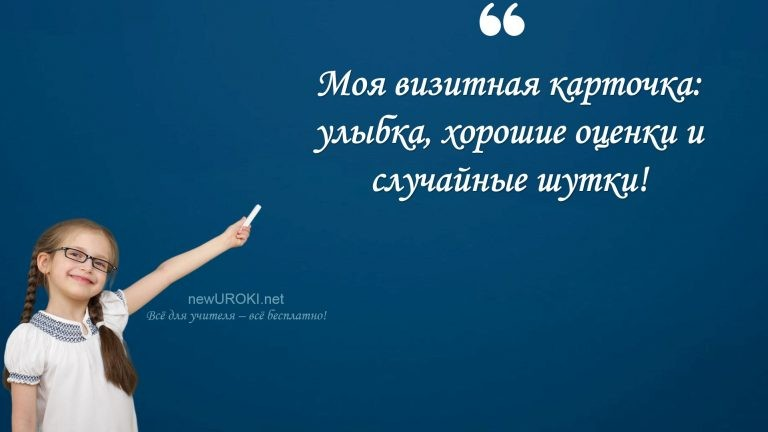 ❝
Моя визитная карточка:
улыбка, хорошие оценки и
случайные шутки!
newUROKI.net
Всё для учителя – всё бесплатно!